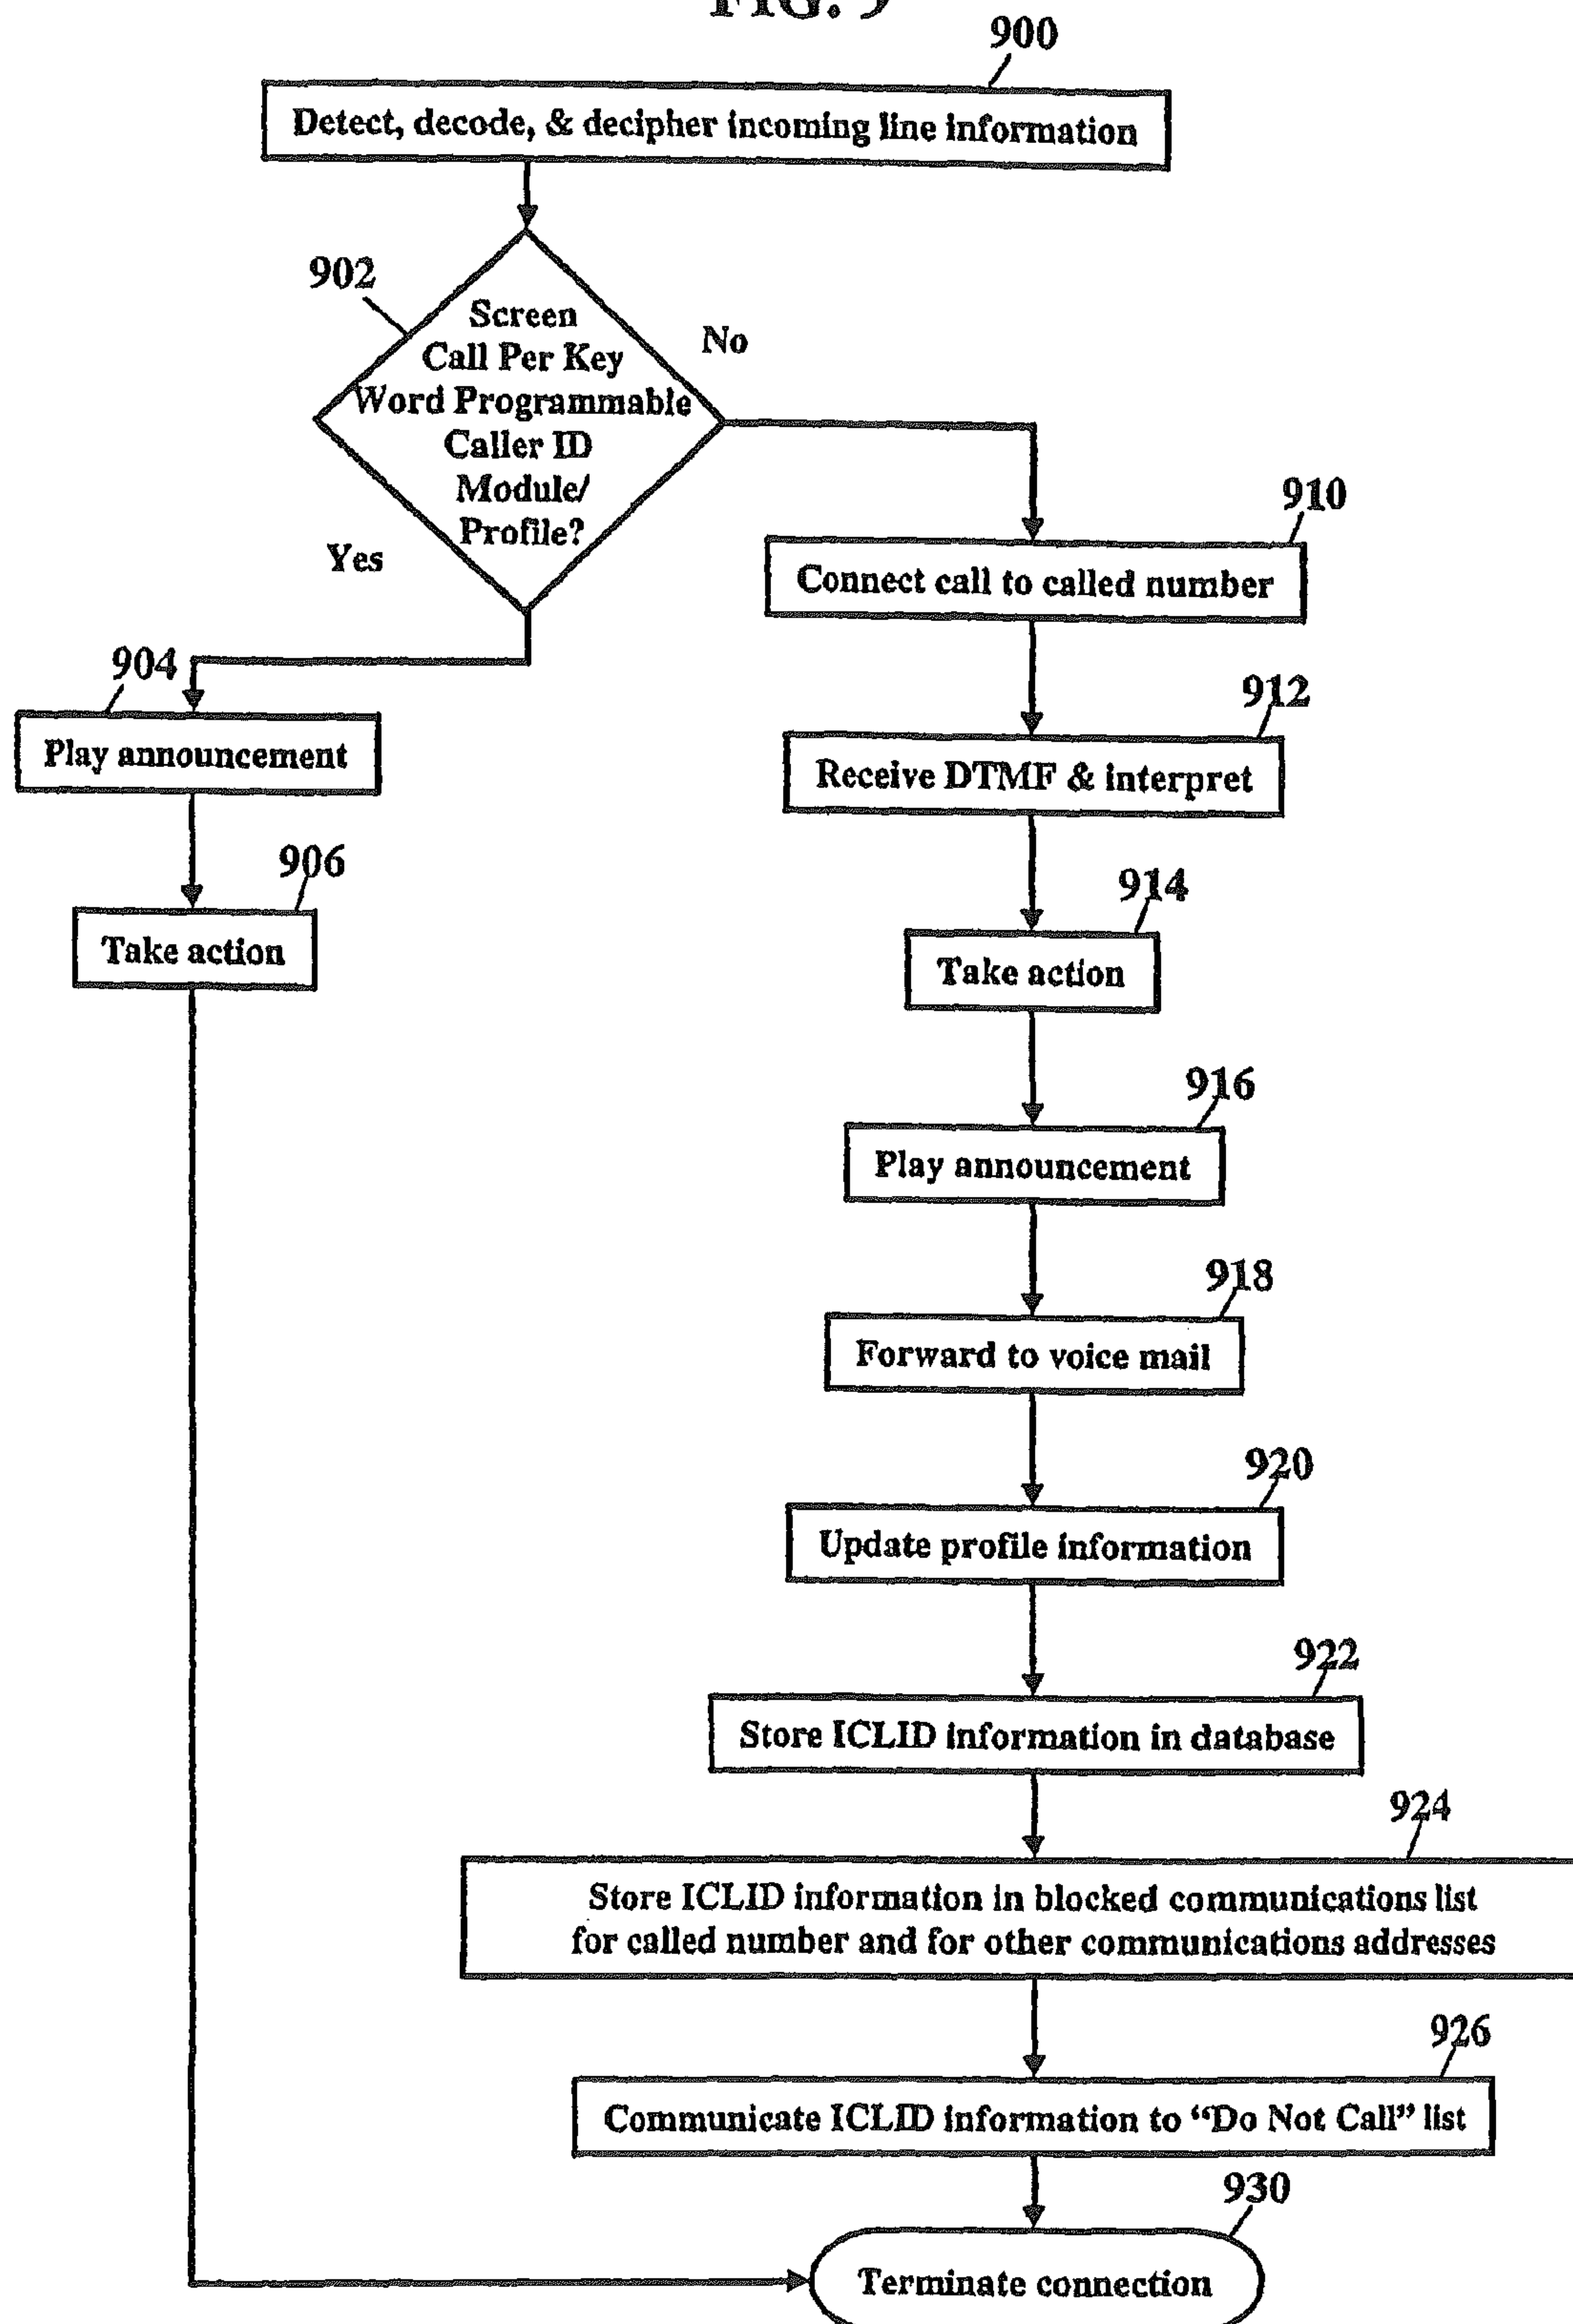 FIG. 9
900
Detect, decode, & decipher incoming line information
902
Screen
Call Per Key
Word Programmable
Caller ID
Module/
Profile?
No
Yes
910
Connect call to called number
904
Play announcement
912
Receive DTMF & interpret
906
Take action
914
Take action
916
Play announcement
918
Forward to voice mail
920
Update profile information
922
Store ICLID information in database
924
Store ICLID information in blocked communications list
for called number and for other communications addresses
926
Communicate ICLID information to “Do Not Call” list
930
Terminate connection